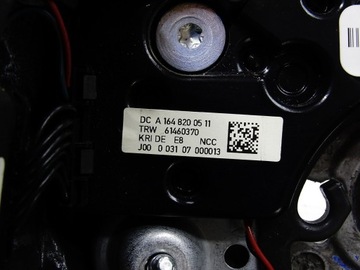 DC A 164 820 05 11
TRW 61460370
KRI DE E8 NCC
J00 0 031 07 000013